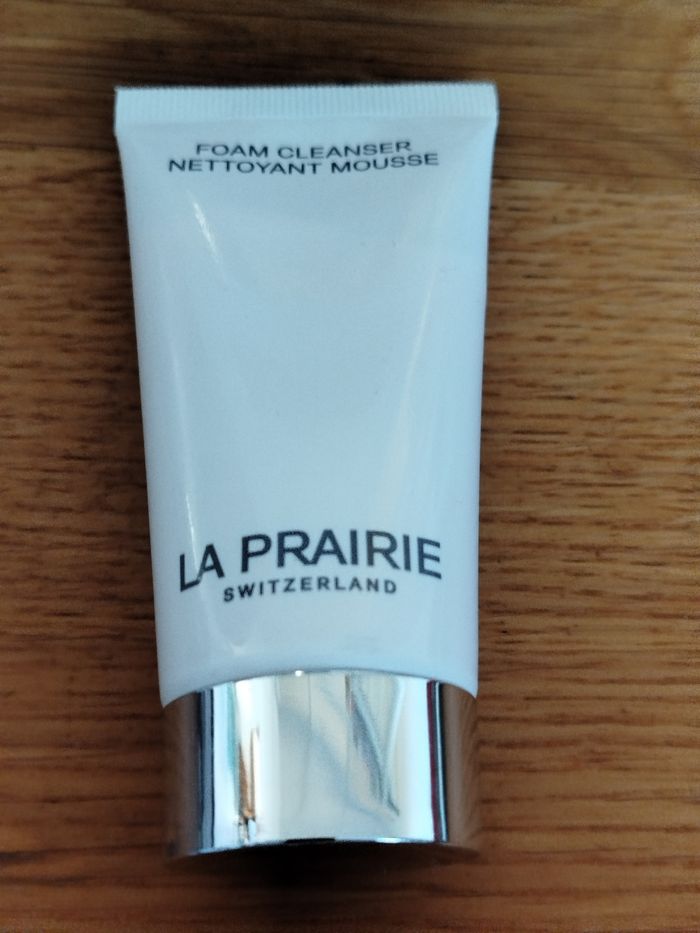 FOAM CLEANSER
NETTOYANT MOUSSE
LA PRAIRIE
SWITZERLAND